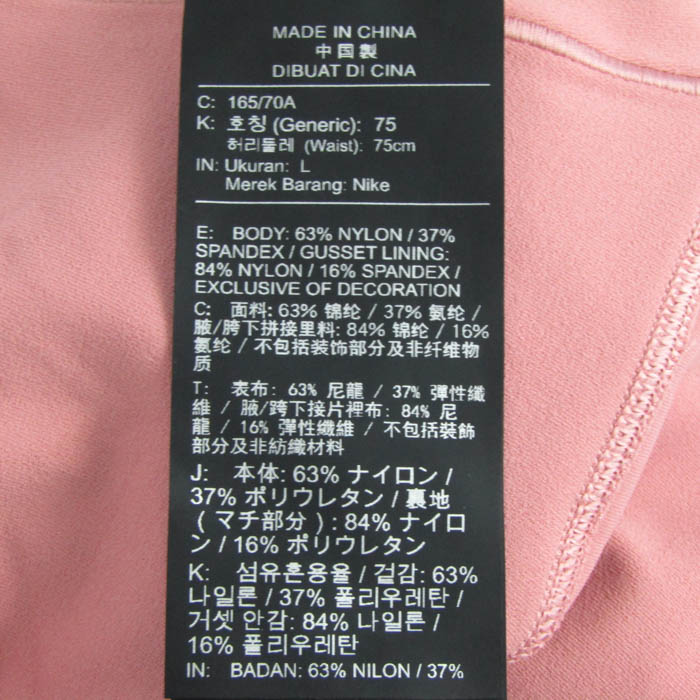 MADE IN CHINA
中国製
DIBUAT DI CINA
C: 165/70A
K: 호칭 (Generic): 75
허리둘레 (Waist): 75cm
IN: Ukuran: L
Merek Barang: Nike
E: BODY: 63% NYLON / 37%
SPANDEX / GUSSET LINING:
84% NYLON / 16% SPANDEX /
EXCLUSIVE OF DECORATION
C: 面料: 63% 锦纶 / 37% 氨纶 /
腋/胯下拼接里料: 84% 锦纶 / 16%
氨纶 / 不包括装饰部分及非纤维物
质
T: 表布: 63% 尼龍 / 37% 彈性纖
維 / 腋/跨下接片裡布: 84% 尼
龍 / 16% 彈性纖維 / 不包括裝飾
部分及非紡織材料
J: 本体: 63% ナイロン /
37% ポリウレタン / 裏地
( マチ部分 ) : 84% ナイロ
ン / 16% ポリウレタン
K: 섬유혼용율 / 겉감: 63%
나일론 / 37% 폴리우레탄 /
거셋 안감: 84% 나일론 /
16% 폴리우레탄
IN: BADAN: 63% NILON / 37%